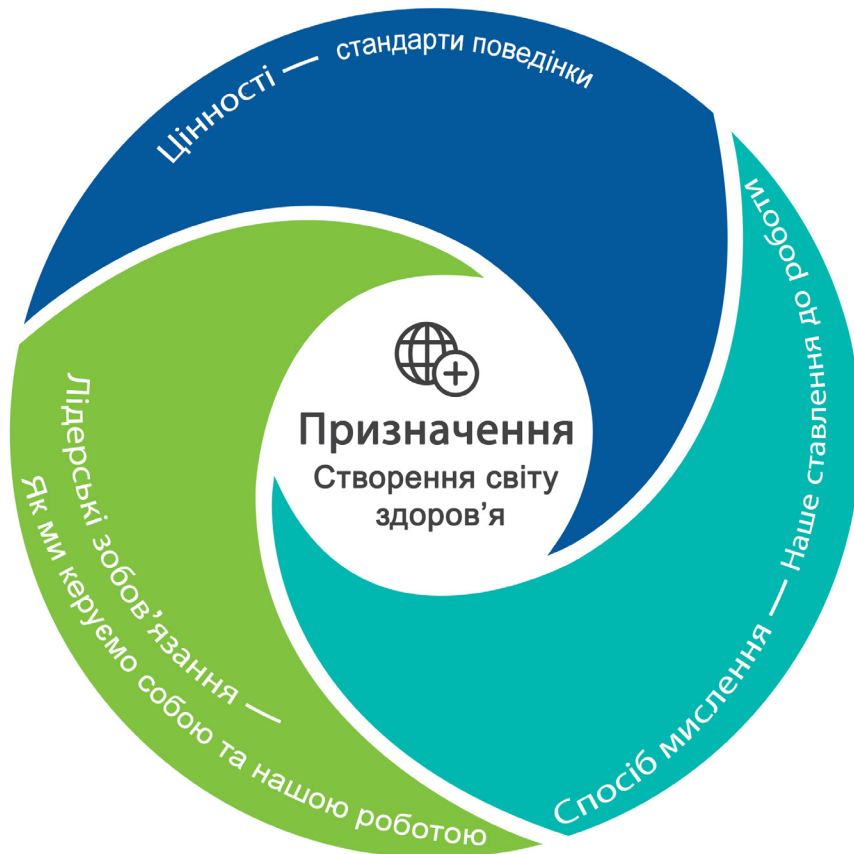 Цінності — стандарти поведінки
Спосіб мислення — Наше ставлення до роботи
Лідерські зобов’язання —
Як ми керуємо собою та нашою роботою
Призначення
Створення світу
здоров’я